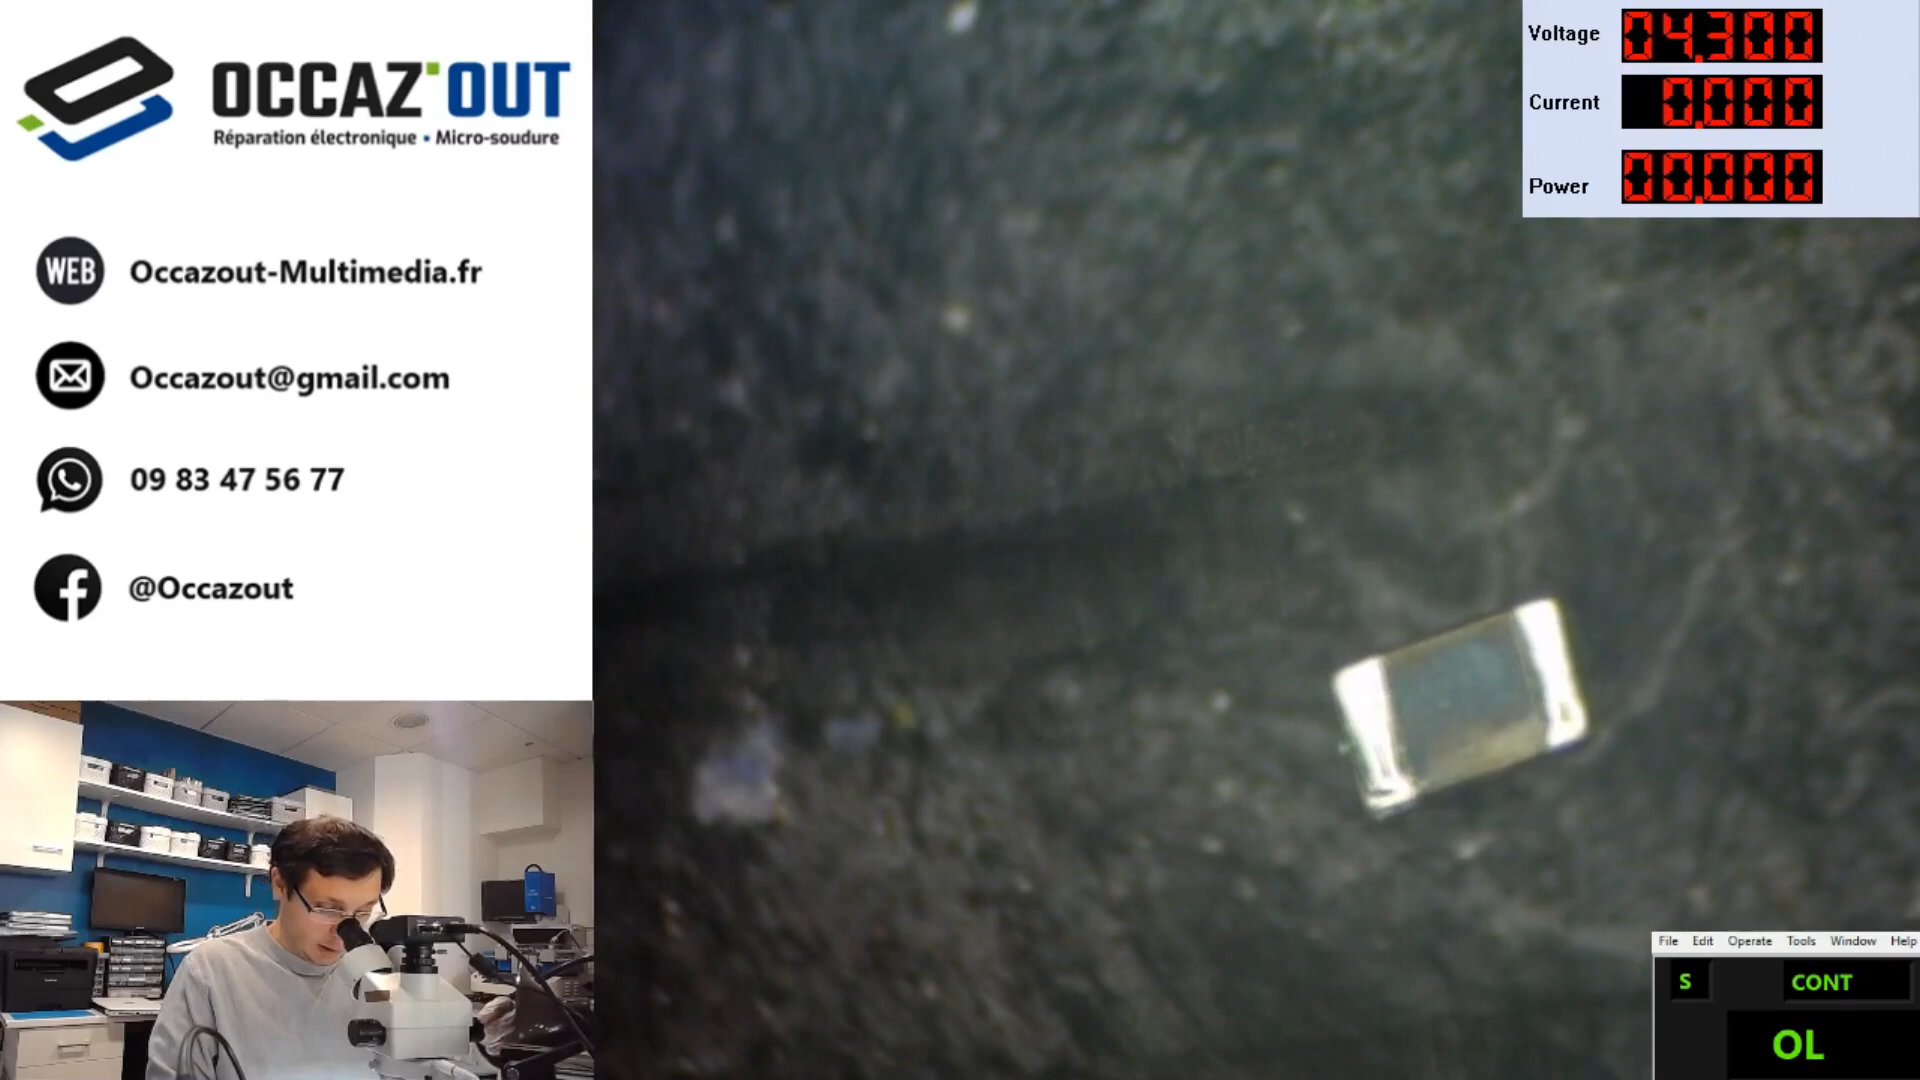 OCCAZ'OUT
Réparation électronique • Micro-soudure
WEB
Occazout-Multimedia.fr
Occazout@gmail.com
09 83 47 56 77
@Occazout
Voltage 04.300
Current 0.000
Power 00.000
File Edit Operate Tools Window Help
S CONT
OL